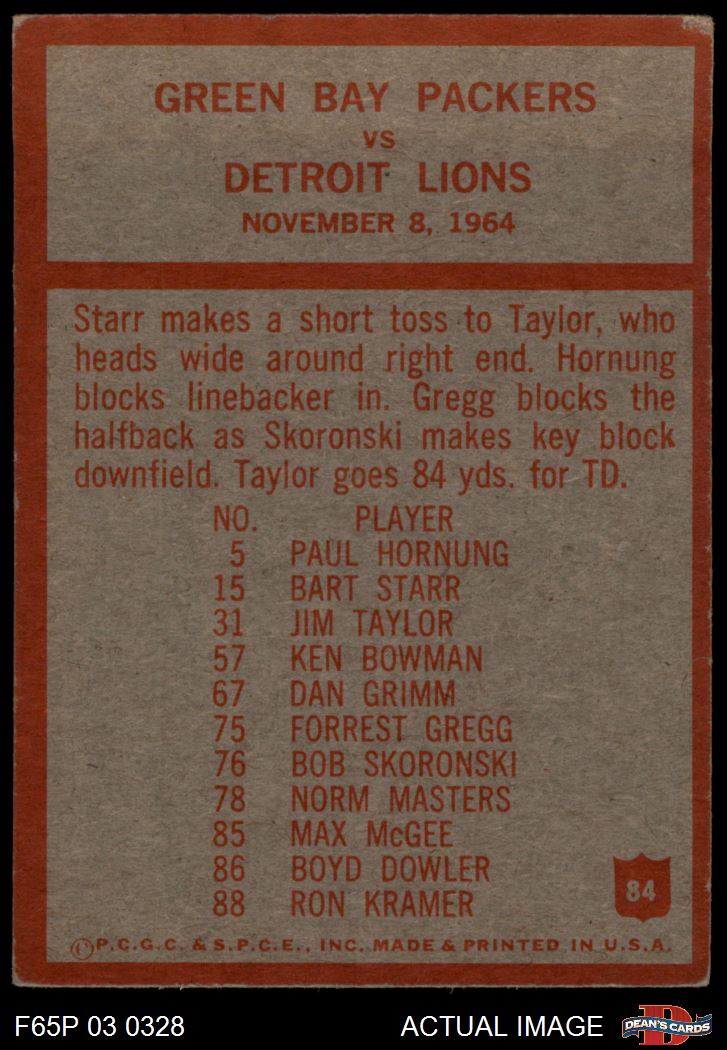 GREEN BAY PACKERS
VS
DETROIT LIONS
NOVEMBER 8, 1964
Starr makes a short toss to Taylor, who
heads wide around right end. Hornung
blocks linebacker in. Gregg blocks the
halfback as Skoronski makes key block
downfield. Taylor goes 84 yds. for TD.
NO. PLAYER
5 PAUL HORNUNG
15 BART STARR
31 JIM TAYLOR
57 KEN BOWMAN
67 DAN GRIMM
75 FORREST GREGG
76 BOB SKORONSKI
78 NORM MASTERS
85 MAX McGEE
86 BOYD DOWLER
88 RON KRAMER
84
©P.C.G.C. & S.P.C.E., INC. MADE & PRINTED IN U.S.A.
F65P 03 0328 ACTUAL IMAGE
D
DEAN'S CARDS